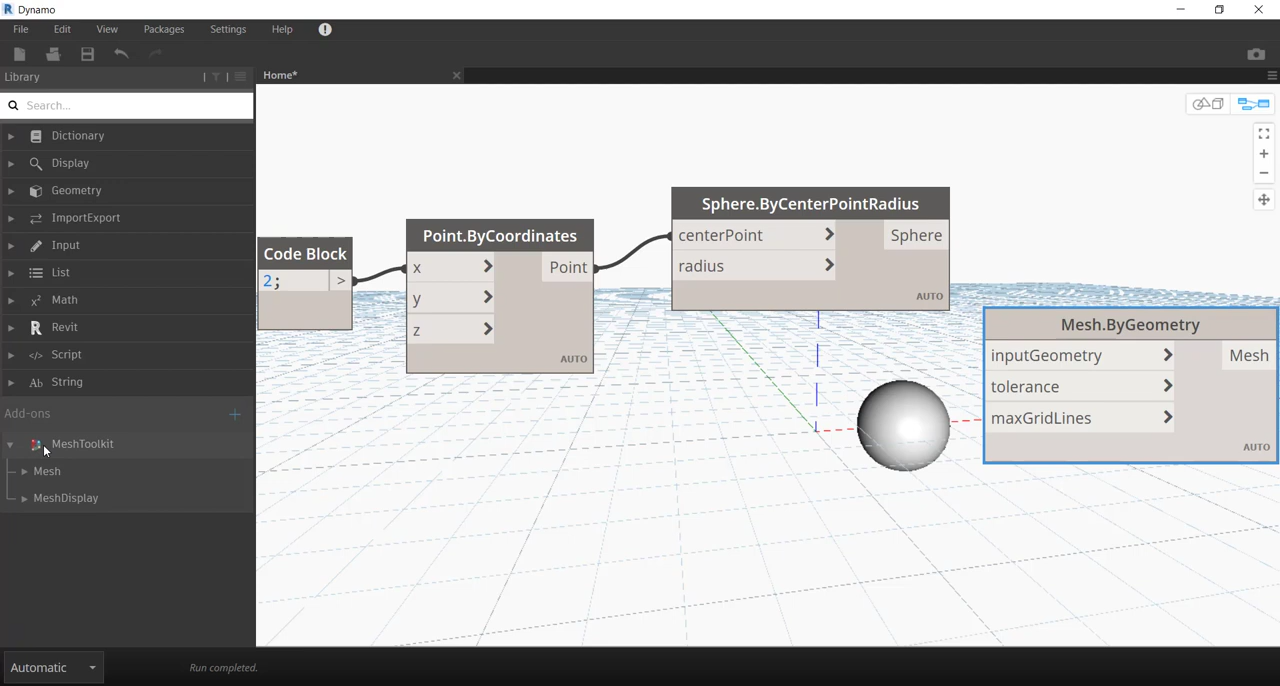 Dynamo
File Edit View Packages Settings Help
Library
Home*
Search...
Dictionary
Display
Geometry
ImportExport
Input
List
Math
Revit
Script
String
Add-ons
MeshToolkit
Mesh
MeshDisplay
Code Block
2; >
Point.ByCoordinates
x Point
y
z
AUTO
Sphere.ByCenterPointRadius
centerPoint Sphere
radius
AUTO
Mesh.ByGeometry
inputGeometry Mesh
tolerance
maxGridLines
AUTO
Automatic
Run completed.